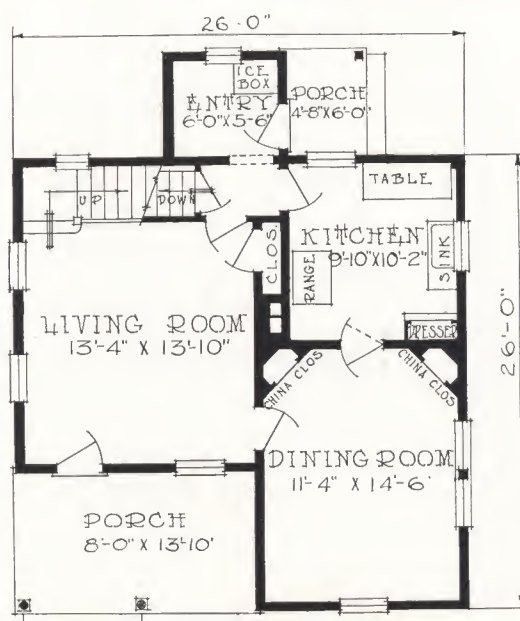 26-0"
ICE
BOX
ENTRY
6'-0"X5-6"
PORCH
4'-8"X6'-0"
UP
DOWN
CLOS.
TABLE
KITCHEN
9'-10"X10'-2"
RANGE
SINK
DRESSER
LIVING ROOM
13'-4" X 13'-10"
CHINA CLOS
CHINA CLOS
26'-0"
DINING ROOM
11'-4" X 14'-6'
PORCH
8'-0" X 13'-10'